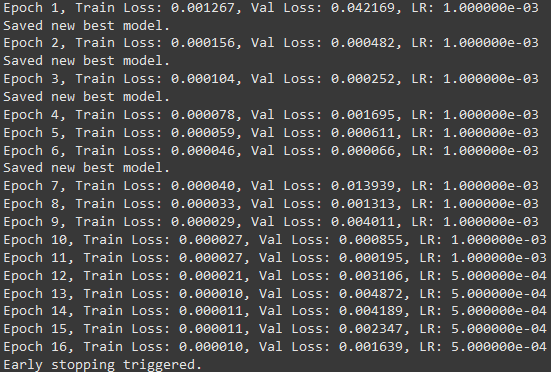 Epoch 1, Train Loss: 0.001267, Val Loss: 0.042169, LR: 1.000000e-03
Saved new best model.
Epoch 2, Train Loss: 0.000156, Val Loss: 0.000482, LR: 1.000000e-03
Saved new best model.
Epoch 3, Train Loss: 0.000104, Val Loss: 0.000252, LR: 1.000000e-03
Saved new best model.
Epoch 4, Train Loss: 0.000078, Val Loss: 0.001695, LR: 1.000000e-03
Epoch 5, Train Loss: 0.000059, Val Loss: 0.000611, LR: 1.000000e-03
Epoch 6, Train Loss: 0.000046, Val Loss: 0.000066, LR: 1.000000e-03
Saved new best model.
Epoch 7, Train Loss: 0.000040, Val Loss: 0.013939, LR: 1.000000e-03
Epoch 8, Train Loss: 0.000033, Val Loss: 0.001313, LR: 1.000000e-03
Epoch 9, Train Loss: 0.000029, Val Loss: 0.004011, LR: 1.000000e-03
Epoch 10, Train Loss: 0.000027, Val Loss: 0.000855, LR: 1.000000e-03
Epoch 11, Train Loss: 0.000027, Val Loss: 0.000195, LR: 1.000000e-03
Epoch 12, Train Loss: 0.000021, Val Loss: 0.003106, LR: 5.000000e-04
Epoch 13, Train Loss: 0.000010, Val Loss: 0.004872, LR: 5.000000e-04
Epoch 14, Train Loss: 0.000011, Val Loss: 0.004189, LR: 5.000000e-04
Epoch 15, Train Loss: 0.000011, Val Loss: 0.002347, LR: 5.000000e-04
Epoch 16, Train Loss: 0.000010, Val Loss: 0.001639, LR: 5.000000e-04
Early stopping triggered.